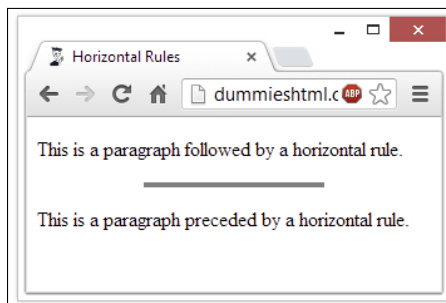 Horizontal Rules
dummieshtml.c
ABP
This is a paragraph followed by a horizontal rule.
This is a paragraph preceded by a horizontal rule.